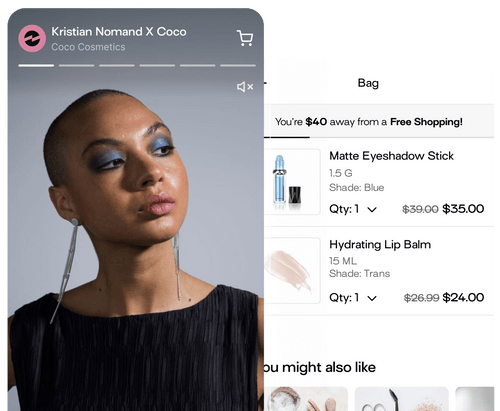 Kristian Nomand X Coco
Coco Cosmetics
Bag
You're $40 away from a Free Shopping!
Matte Eyeshadow Stick
1.5 G
Shade: Blue
Qty: 1 $39.00 $35.00
Hydrating Lip Balm
15 ML
Shade: Trans
Qty: 1 $26.99 $24.00
ou might also like